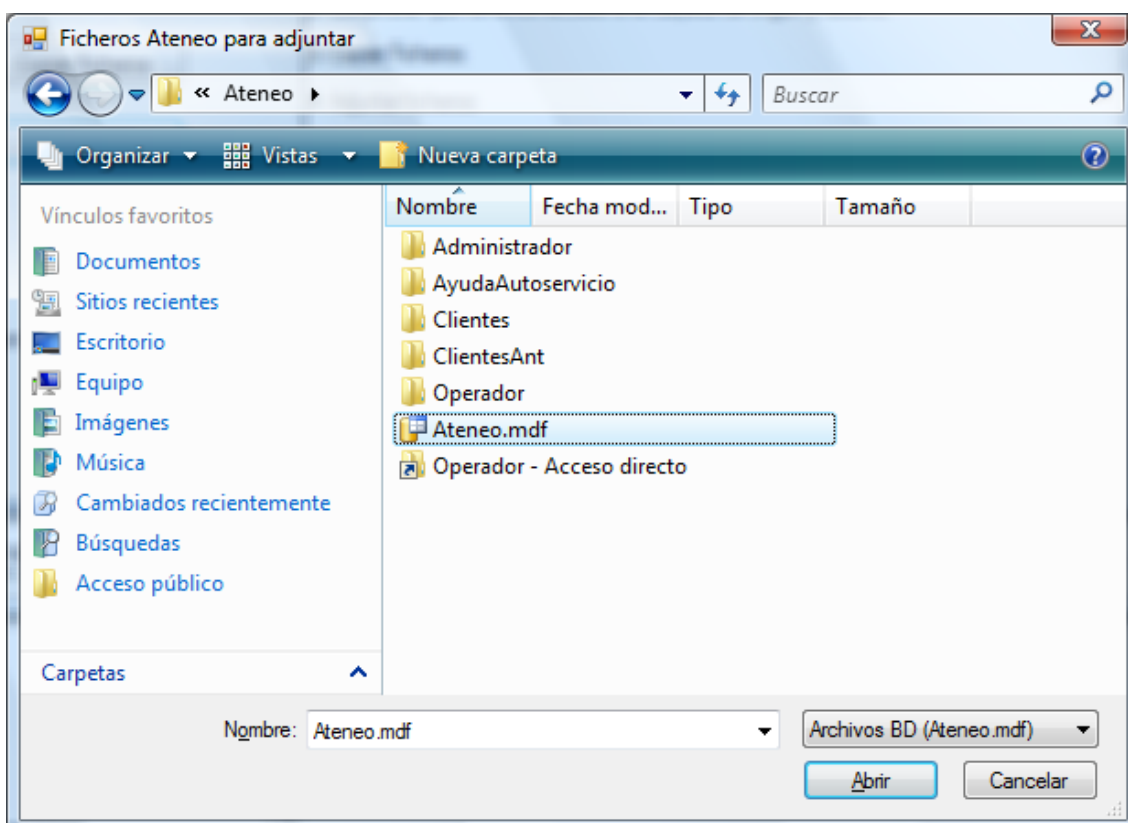 Ficheros Ateneo para adjuntar
« Ateneo
Buscar
Organizar Vistas Nueva carpeta
Vínculos favoritos
Documentos
Sitios recientes
Escritorio
Equipo
Imágenes
Música
Cambiados recientemente
Búsquedas
Acceso público
Carpetas
Nombre Fecha mod... Tipo Tamaño
Administrador
AyudaAutoservicio
Clientes
ClientesAnt
Operador
Ateneo.mdf
Operador - Acceso directo
Nombre: Ateneo.mdf Archivos BD (Ateneo.mdf)
Abrir Cancelar